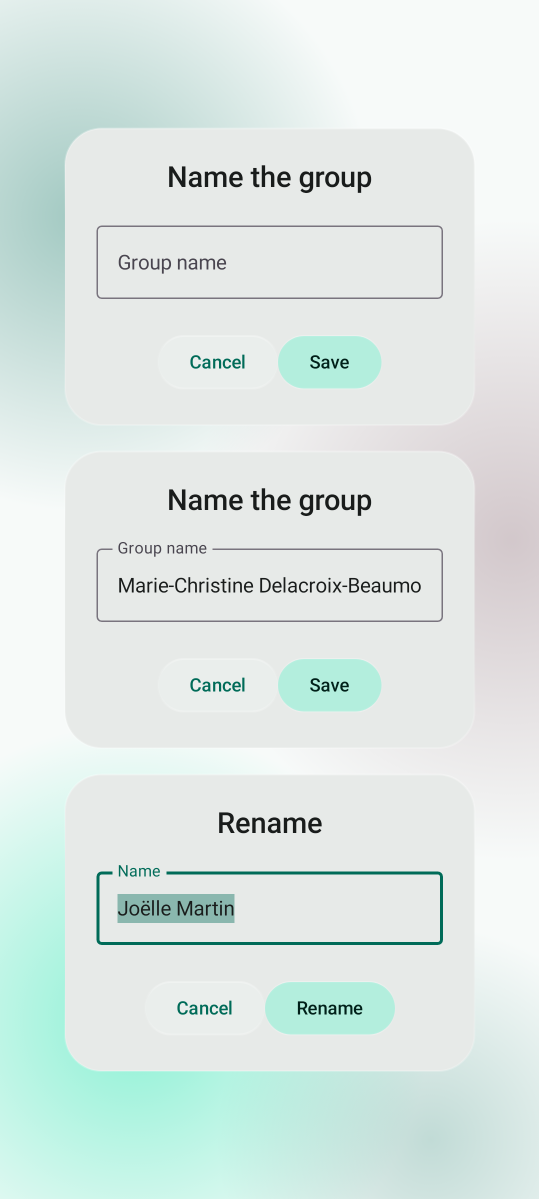 Name the group
Group name
Cancel Save
Name the group
Group name
Marie-Christine Delacroix-Beaumo
Cancel Save
Rename
Name
Joëlle Martin
Cancel Rename